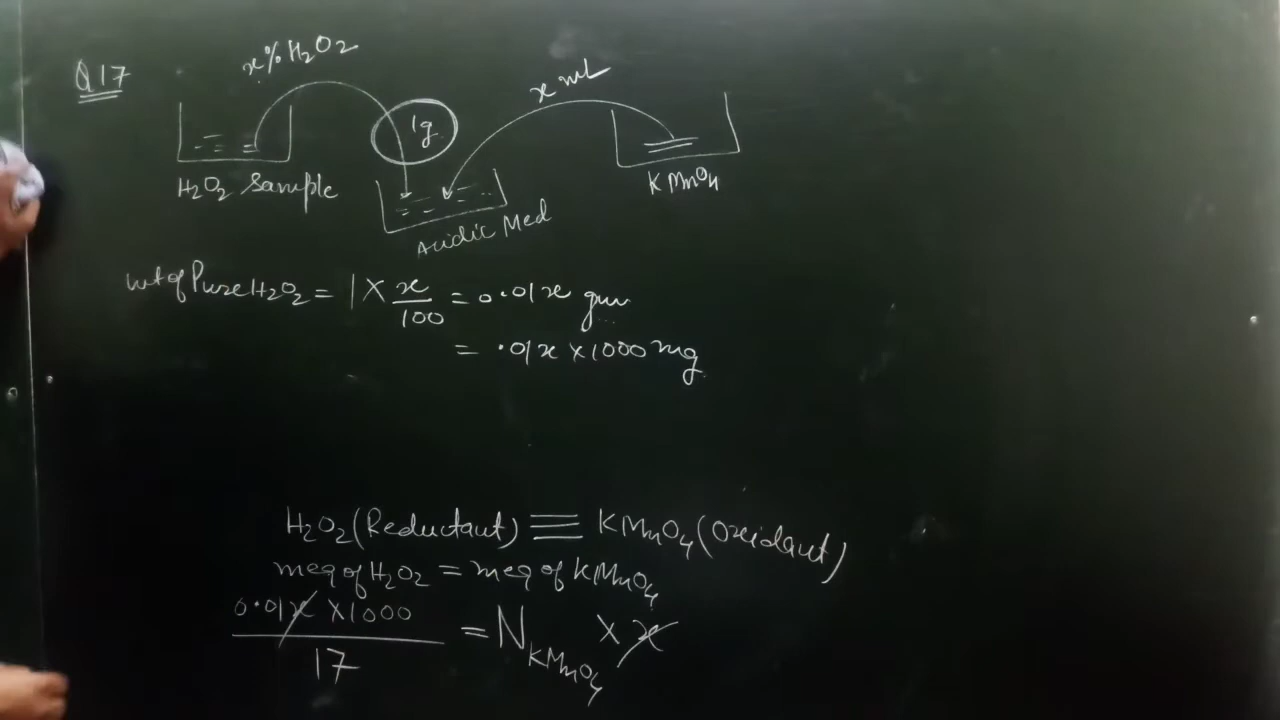 Q17
x% H2O2
x mL
1g
H2O2 Sample
KMnO4
Acidic Med
wt of Pure H2O2 = 1 × x/100 = 0.01x gm
= .01x × 1000 mg
H2O2 (Reductant) ≡ KMnO4 (Oxidant)
meq of H2O2 = meq of KMnO4
0.01x × 1000 / 17 = N KMnO4 × x